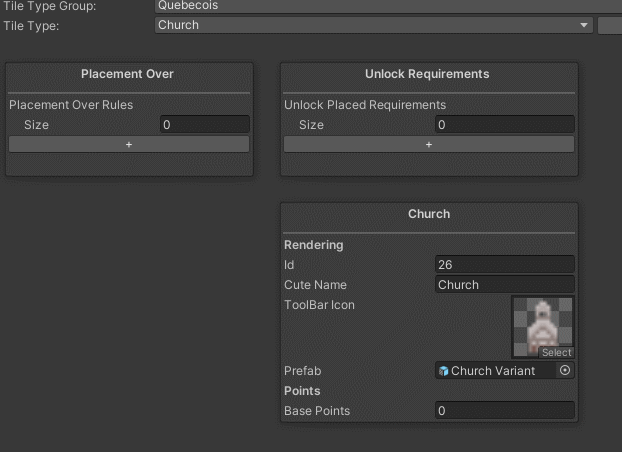 Tile Type Group: Quebecois
Tile Type: Church
Placement Over
Placement Over Rules
Size 0
+
Unlock Requirements
Unlock Placed Requirements
Size 0
+
Church
Rendering
Id 26
Cute Name Church
ToolBar Icon
Select
Prefab Church Variant
Points
Base Points 0